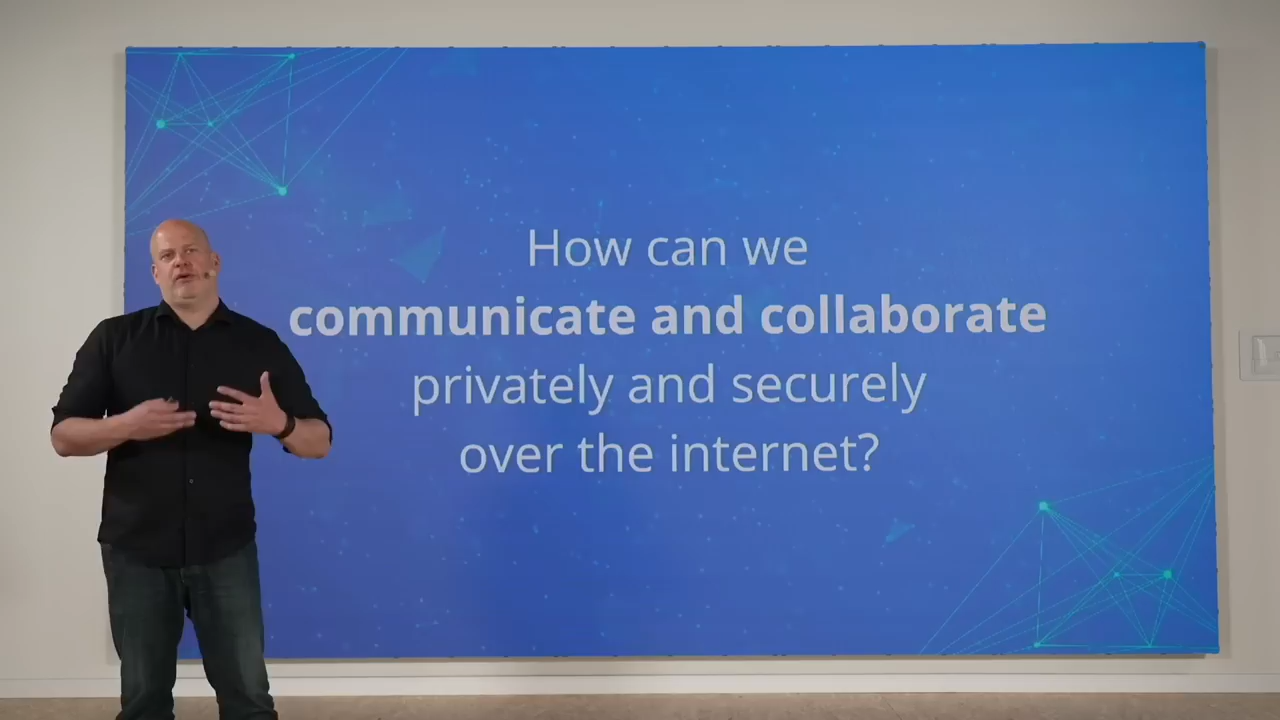 How can we
communicate and collaborate
privately and securely
over the internet?